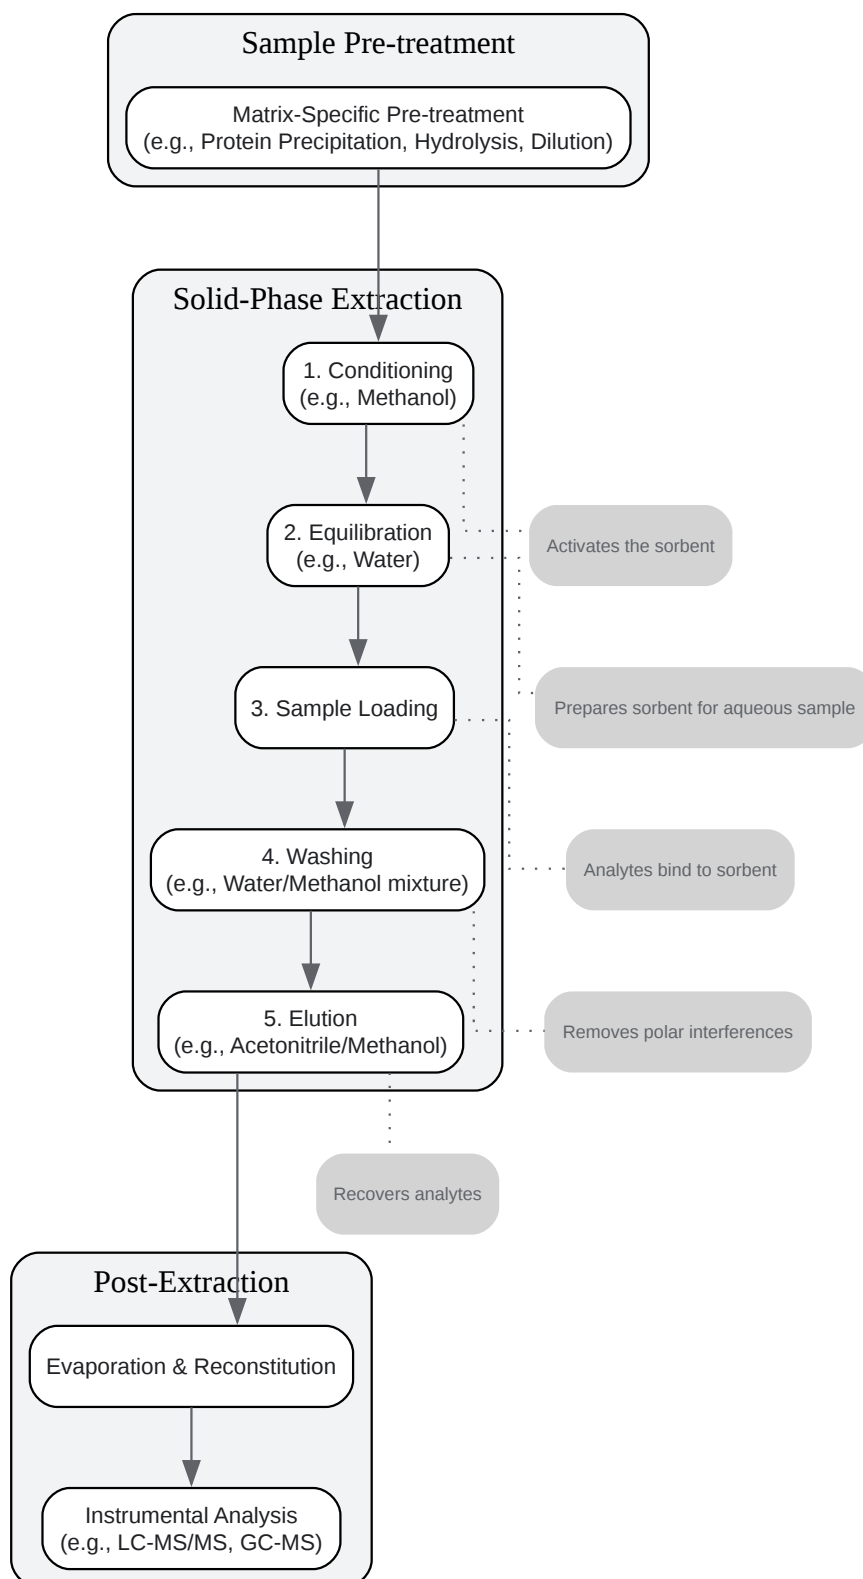 Sample Pre-treatment
Matrix-Specific Pre-treatment
(e.g., Protein Precipitation, Hydrolysis, Dilution)
Solid-Phase Extraction
1. Conditioning
(e.g., Methanol)
2. Equilibration
(e.g., Water)
Activates the sorbent
3. Sample Loading
Prepares sorbent for aqueous sample
4. Washing
(e.g., Water/Methanol mixture)
Analytes bind to sorbent
5. Elution
(e.g., Acetonitrile/Methanol)
Removes polar interferences
Recovers analytes
Post-Extraction
Evaporation & Reconstitution
Instrumental Analysis
(e.g., LC-MS/MS, GC-MS)